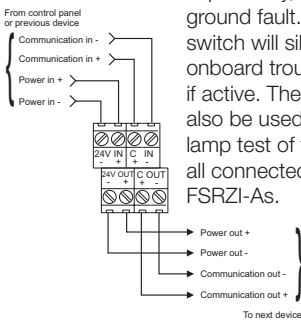 From control panel
or previous device
Communication in -
Communication in +
Power in +
Power in -
24V IN C IN
- + + -
24V OUT C OUT
- + + -
Power out +
Power out -
Communication out -
Communication out +
To next device
ground fault.
switch will sil
onboard trou
if active. The
also be used
lamp test of
all connected
FSRZI-As.